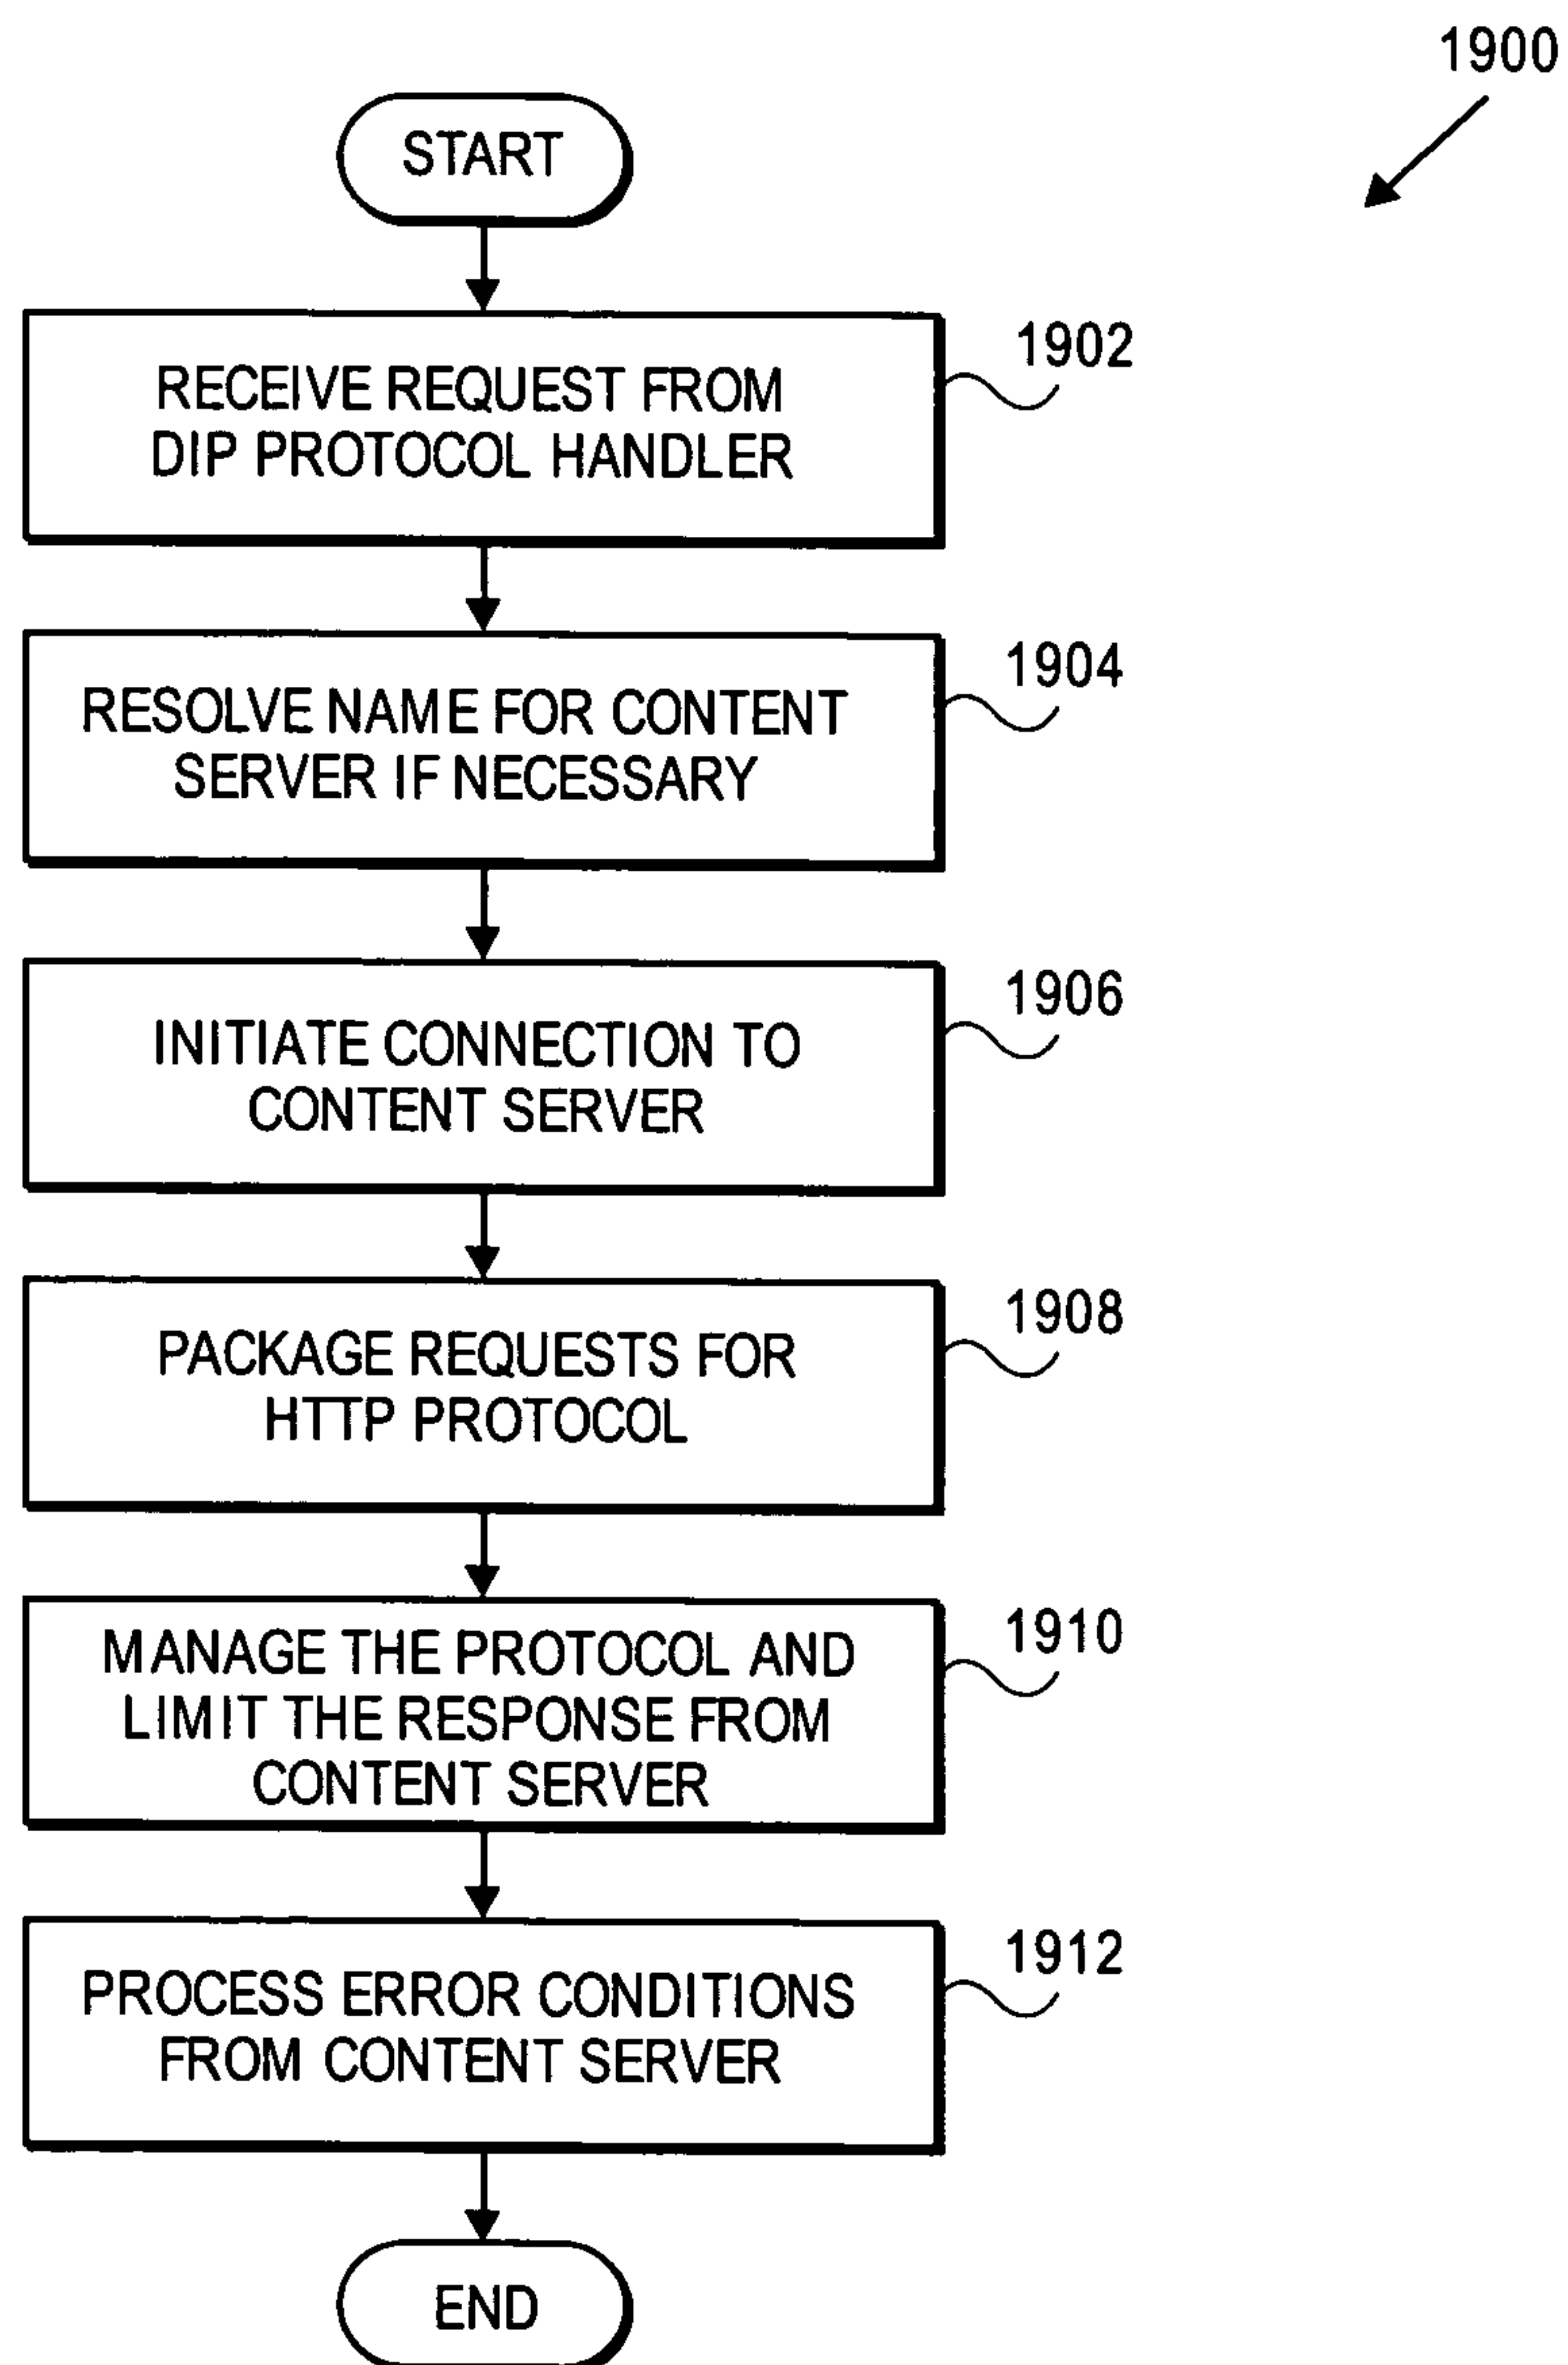 1900
START
RECEIVE REQUEST FROM
DIP PROTOCOL HANDLER
1902
RESOLVE NAME FOR CONTENT
SERVER IF NECESSARY
1904
INITIATE CONNECTION TO
CONTENT SERVER
1906
PACKAGE REQUESTS FOR
HTTP PROTOCOL
1908
MANAGE THE PROTOCOL AND
LIMIT THE RESPONSE FROM
CONTENT SERVER
1910
PROCESS ERROR CONDITIONS
FROM CONTENT SERVER
1912
END